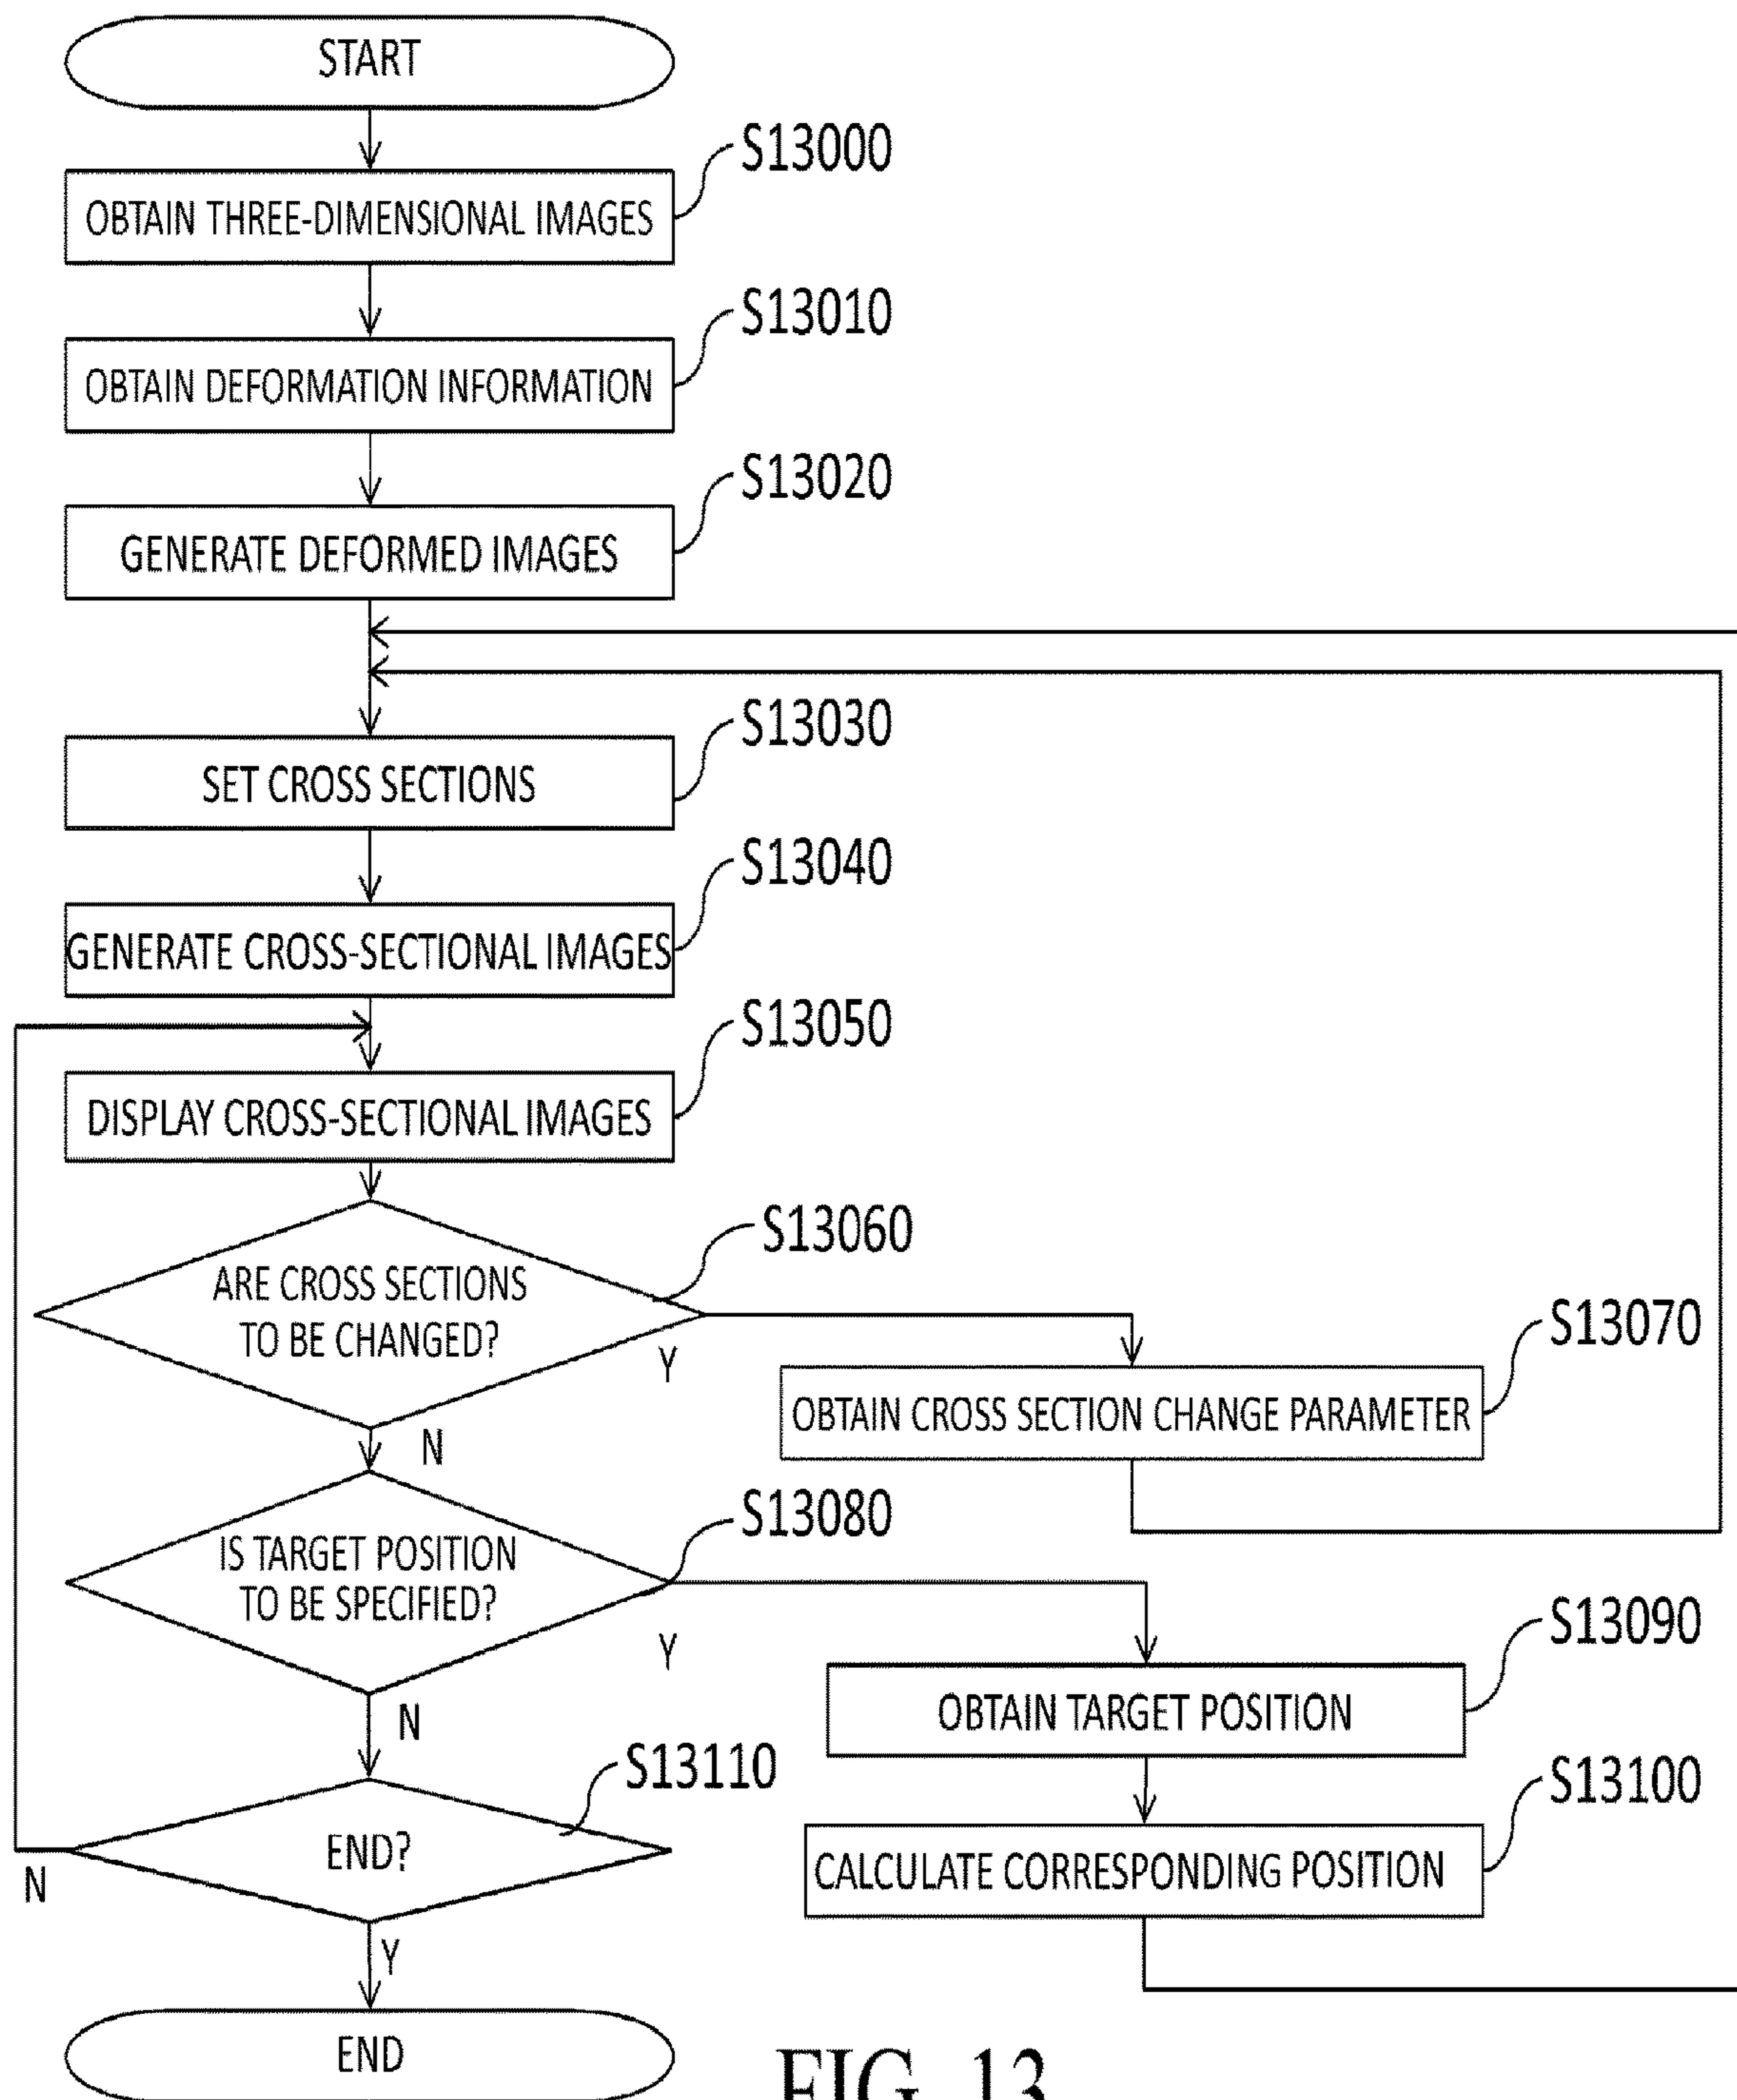 START
S13000
OBTAIN THREE-DIMENSIONAL IMAGES
S13010
OBTAIN DEFORMATION INFORMATION
S13020
GENERATE DEFORMED IMAGES
S13030
SET CROSS SECTIONS
S13040
GENERATE CROSS-SECTIONAL IMAGES
S13050
DISPLAY CROSS-SECTIONAL IMAGES
S13060
ARE CROSS SECTIONS
TO BE CHANGED?
Y
N
S13070
OBTAIN CROSS SECTION CHANGE PARAMETER
S13080
IS TARGET POSITION
TO BE SPECIFIED?
Y
N
S13090
OBTAIN TARGET POSITION
S13100
CALCULATE CORRESPONDING POSITION
S13110
END?
N
Y
END
FIG. 13